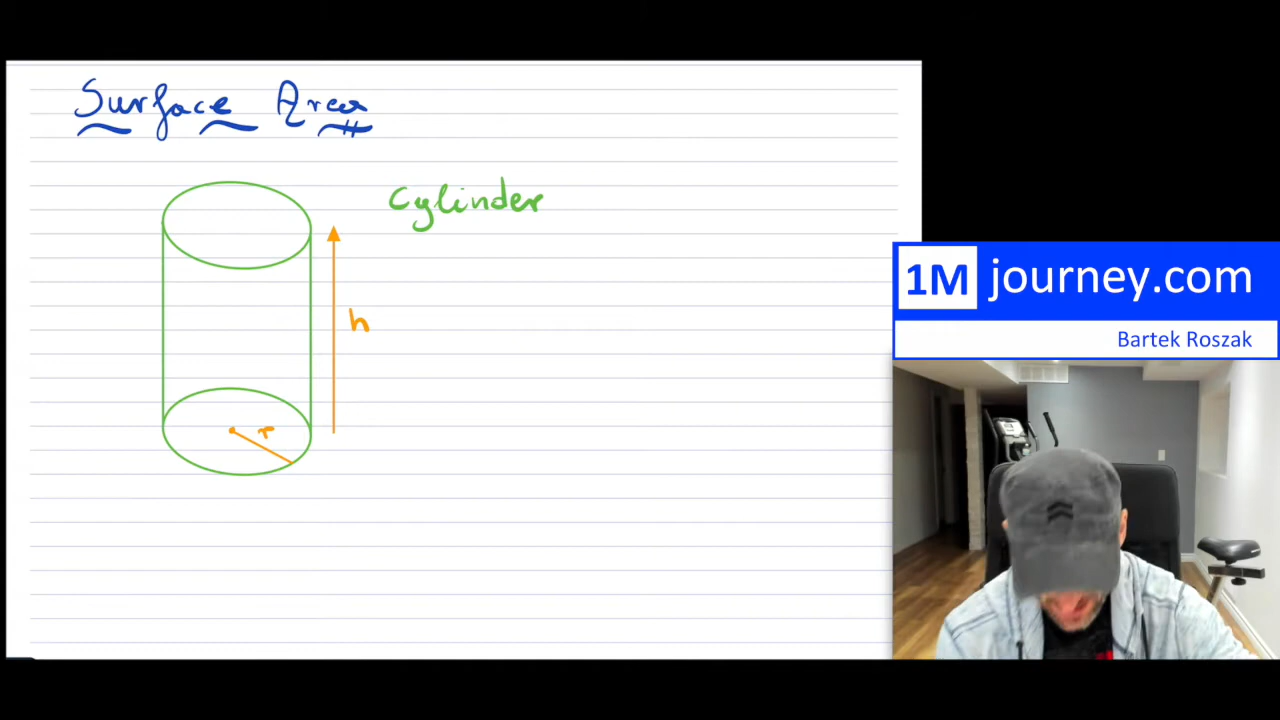 Surface Area
Cylinder
h
r
1M journey.com
Bartek Roszak